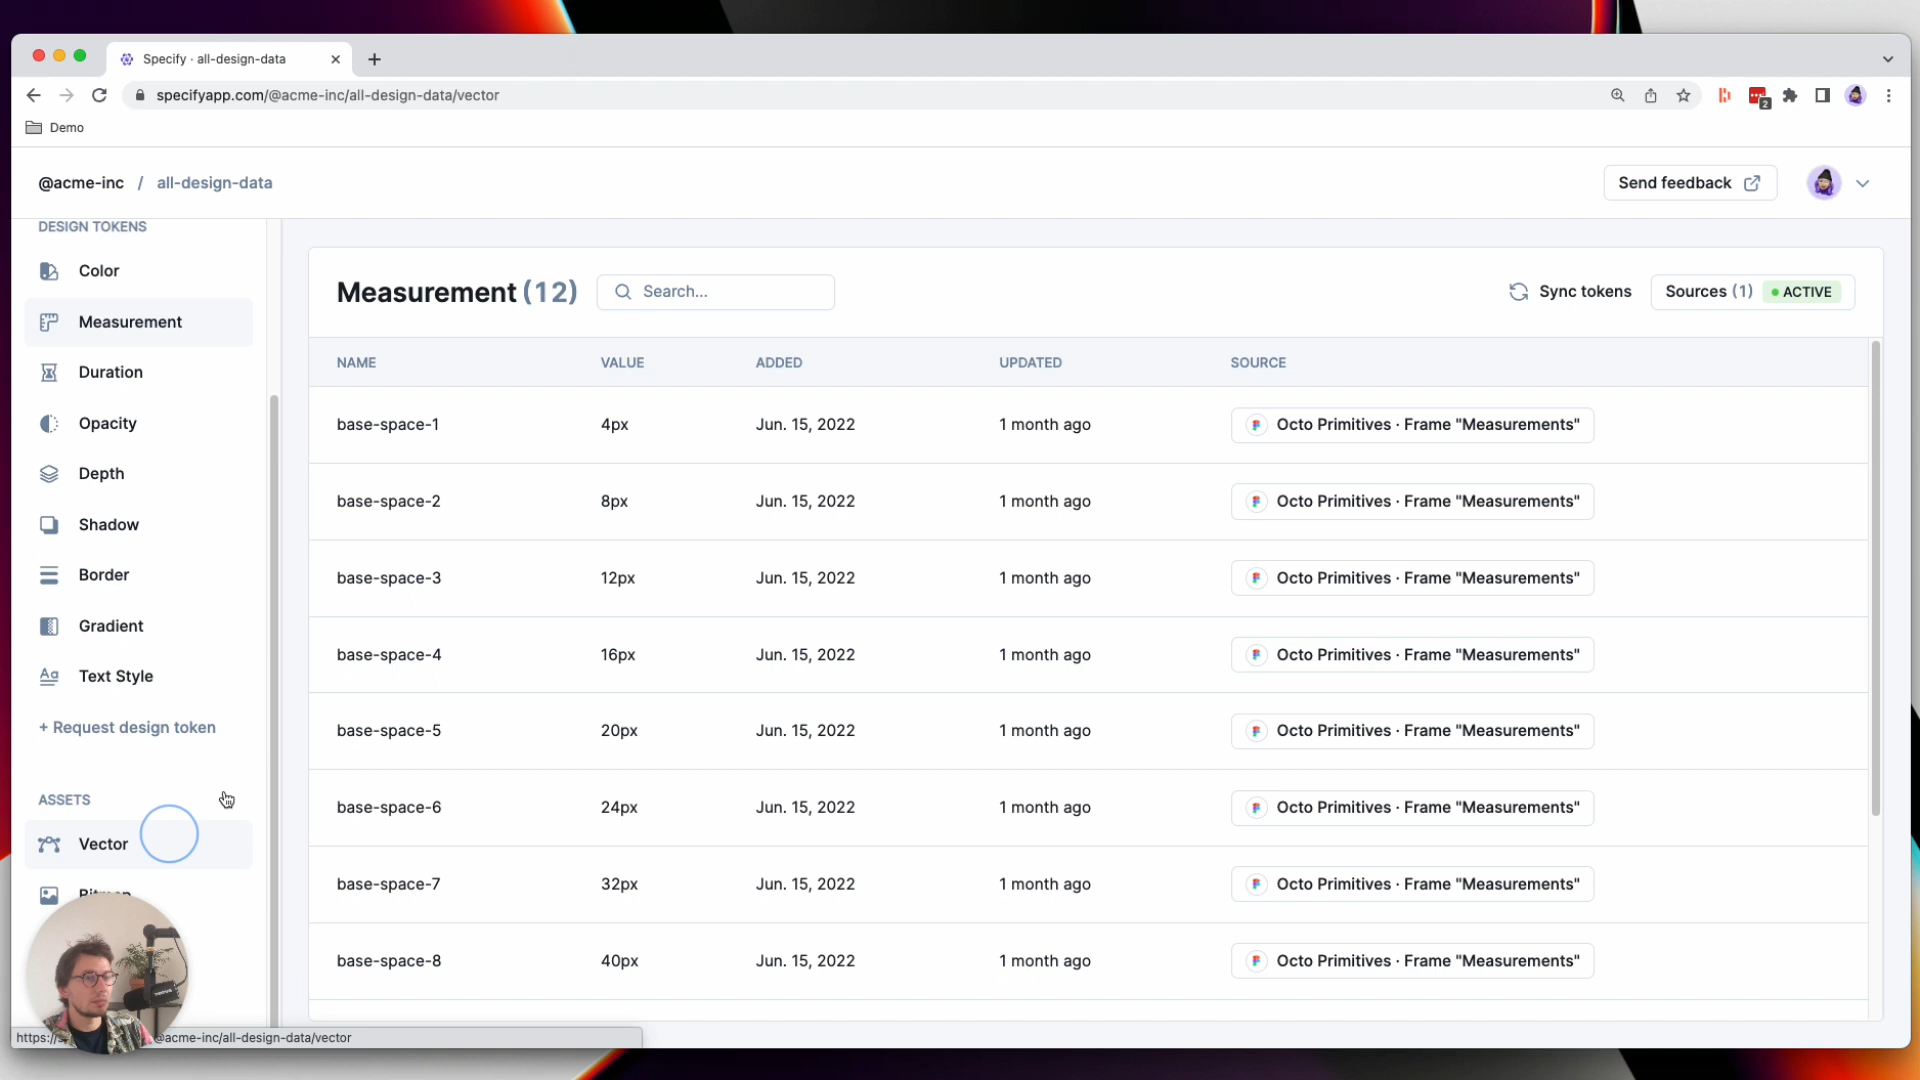 Specify · all-design-data
specifyapp.com/@acme-inc/all-design-data/vector
2
Demo
@acme-inc / all-design-data
Send feedback
DESIGN TOKENS
Color
Measurement
Duration
Opacity
Depth
Shadow
Border
Gradient
Text Style
+ Request design token
ASSETS
Vector
Bitmap
Measurement (12)
Search...
Sync tokens
Sources (1) ACTIVE
NAME VALUE ADDED UPDATED SOURCE
base-space-1 4px Jun. 15, 2022 1 month ago Octo Primitives · Frame "Measurements"
base-space-2 8px Jun. 15, 2022 1 month ago Octo Primitives · Frame "Measurements"
base-space-3 12px Jun. 15, 2022 1 month ago Octo Primitives · Frame "Measurements"
base-space-4 16px Jun. 15, 2022 1 month ago Octo Primitives · Frame "Measurements"
base-space-5 20px Jun. 15, 2022 1 month ago Octo Primitives · Frame "Measurements"
base-space-6 24px Jun. 15, 2022 1 month ago Octo Primitives · Frame "Measurements"
base-space-7 32px Jun. 15, 2022 1 month ago Octo Primitives · Frame "Measurements"
base-space-8 40px Jun. 15, 2022 1 month ago Octo Primitives · Frame "Measurements"
https://s @acme-inc/all-design-data/vector